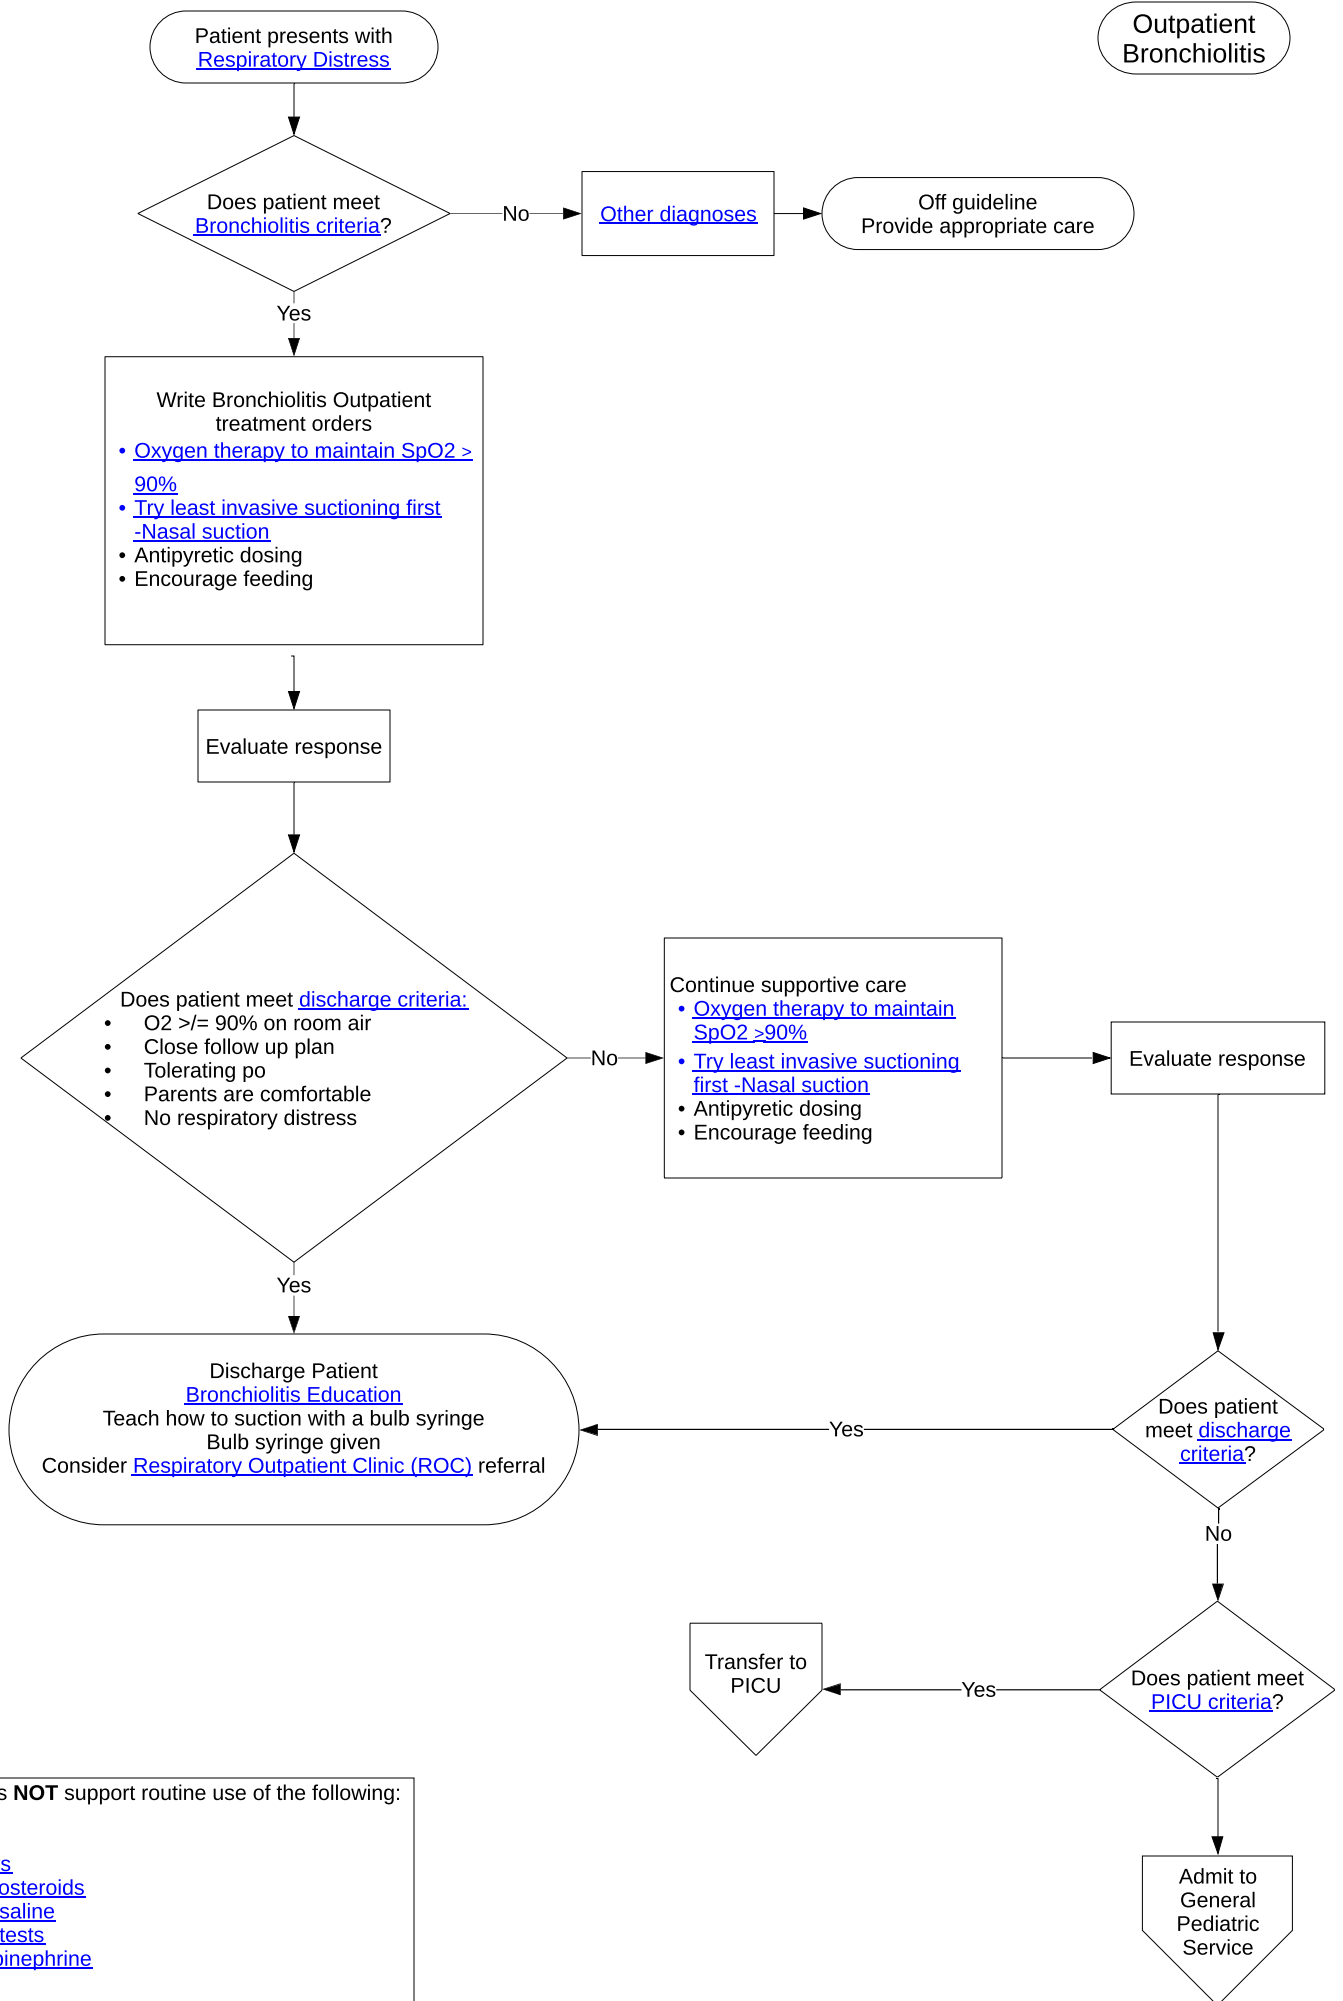 Outpatient
Bronchiolitis
Patient presents with
Respiratory Distress
Does patient meet
Bronchiolitis criteria?
No
Other diagnoses
Off guideline
Provide appropriate care
Yes
Write Bronchiolitis Outpatient
treatment orders
• Oxygen therapy to maintain SpO2 >
90%
• Try least invasive suctioning first
-Nasal suction
• Antipyretic dosing
• Encourage feeding
Evaluate response
Does patient meet discharge criteria:
• O2 >/= 90% on room air
• Close follow up plan
• Tolerating po
• Parents are comfortable
• No respiratory distress
No
Continue supportive care
• Oxygen therapy to maintain
SpO2 >90%
• Try least invasive suctioning
first -Nasal suction
• Antipyretic dosing
• Encourage feeding
Evaluate response
Yes
Discharge Patient
Bronchiolitis Education
Teach how to suction with a bulb syringe
Bulb syringe given
Consider Respiratory Outpatient Clinic (ROC) referral
Yes
Does patient
meet discharge
criteria?
No
Does patient meet
PICU criteria?
Yes
Transfer to
PICU
Admit to
General
Pediatric
Service
s NOT support routine use of the following:
s
osteroids
saline
tests
pinephrine